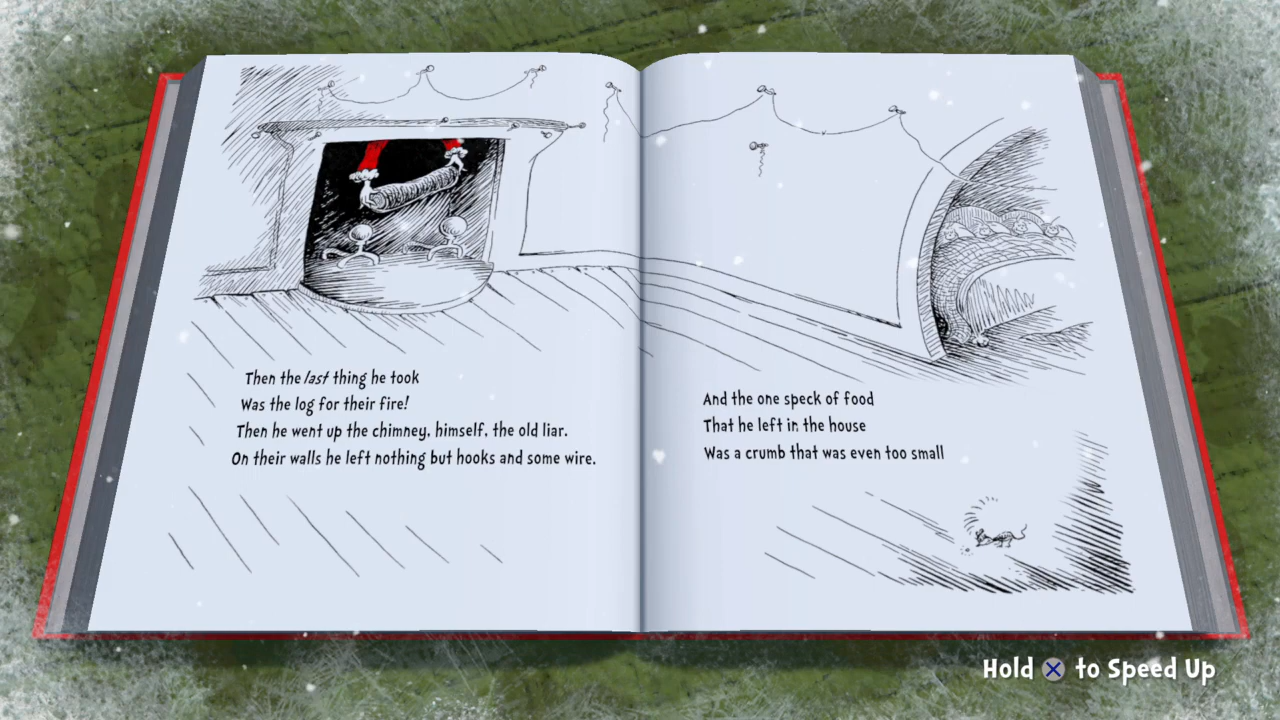 Then the last thing he took
Was the log for their fire!
Then he went up the chimney, himself, the old liar.
On their walls he left nothing but hooks and some wire.
And the one speck of food
That he left in the house
Was a crumb that was even too small
Hold ⓧ to Speed Up